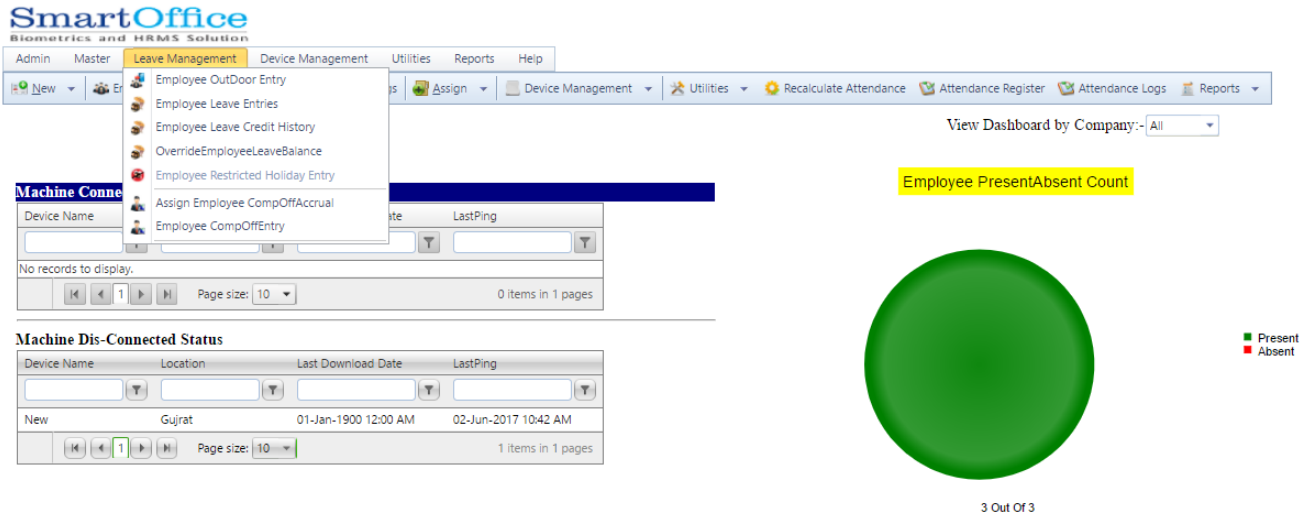 SmartOffice
Biometrics and HRMS Solution
Admin Master Leave Management Device Management Utilities Reports Help
New Assign Device Management Utilities Recalculate Attendance Attendance Register Attendance Logs Reports
Employee OutDoor Entry
Employee Leave Entries
Employee Leave Credit History
OverrideEmployeeLeaveBalance
Employee Restricted Holiday Entry
Assign Employee CompOffAccrual
Employee CompOffEntry
View Dashboard by Company:- All
Employee PresentAbsent Count
Machine
Device Name LastPing
No records to display.
1 Page size: 10 0 items in 1 pages
Machine Dis-Connected Status
Device Name Location Last Download Date LastPing
New Gujrat 01-Jan-1900 12:00 AM 02-Jun-2017 10:42 AM
1 Page size: 10 1 items in 1 pages
Present
Absent
3 Out Of 3